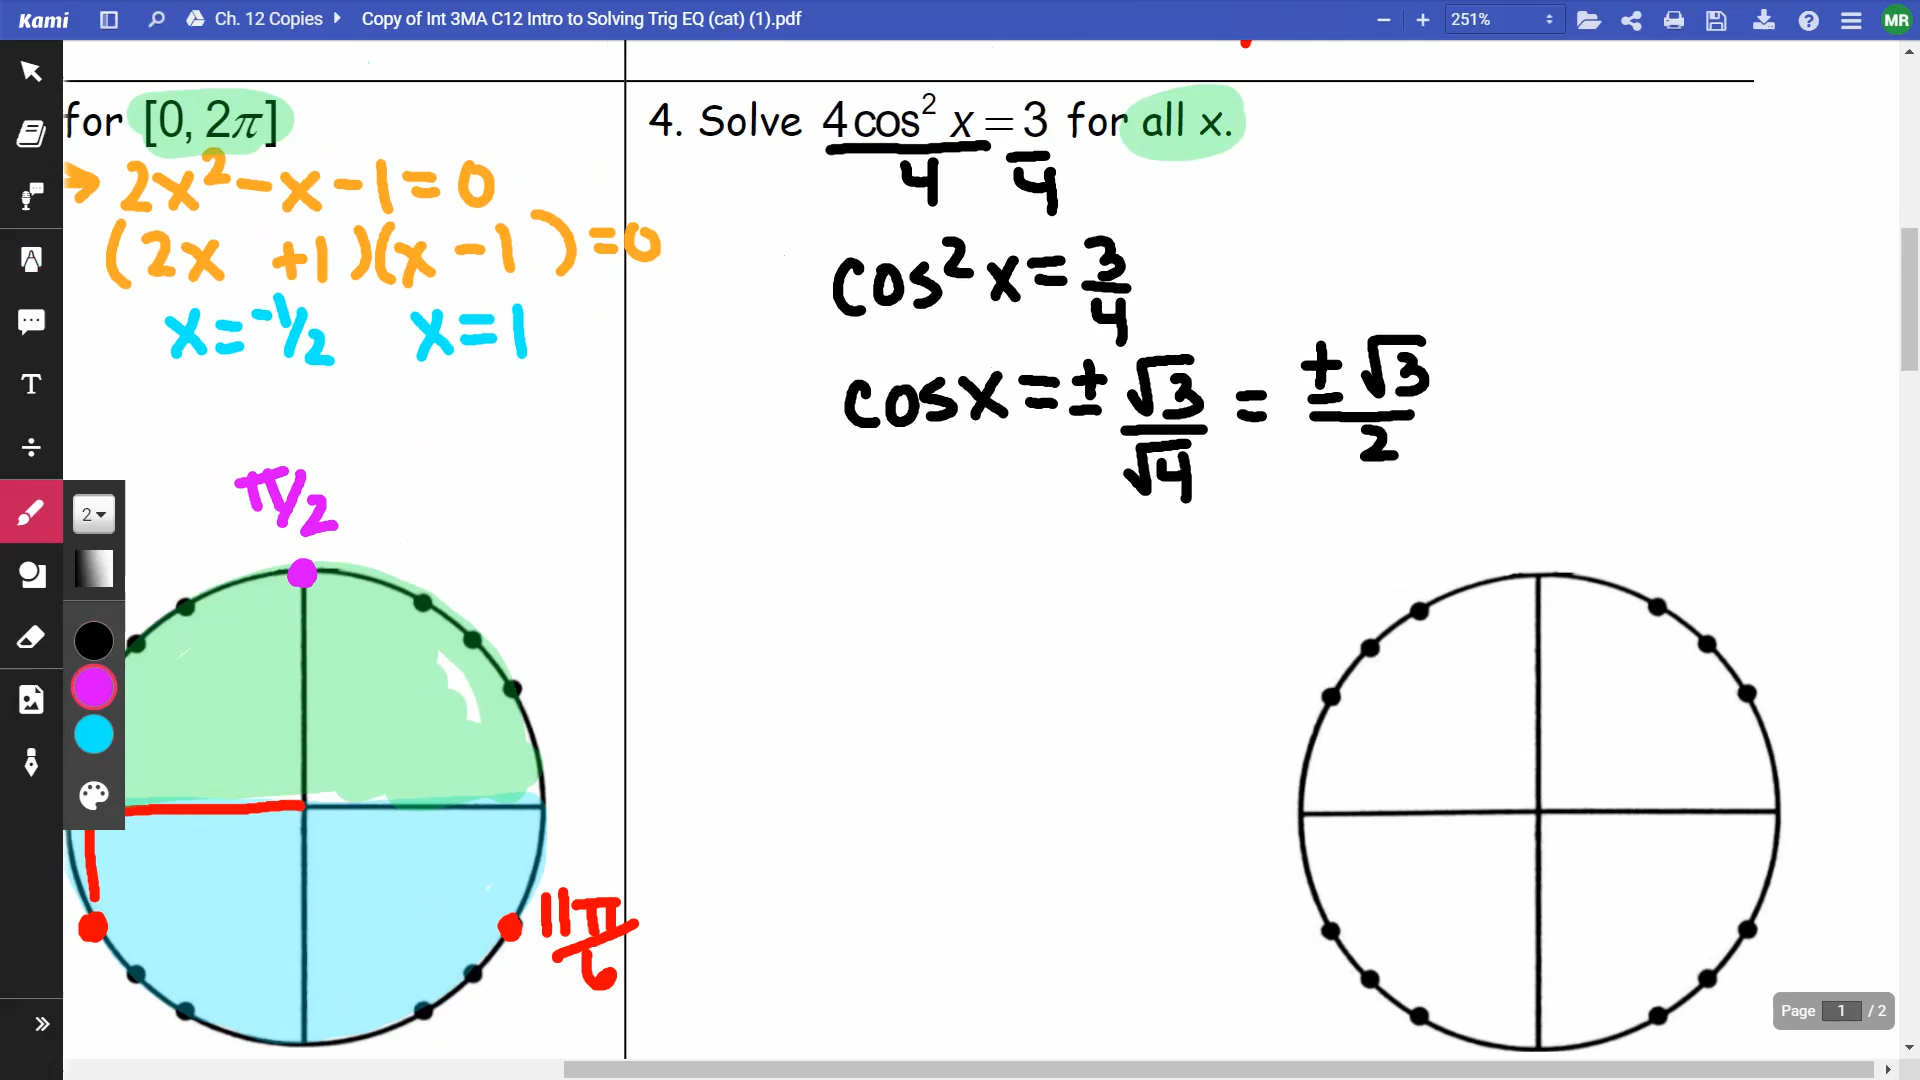 Kami Ch. 12 Copies Copy of Int 3MA C12 Intro to Solving Trig EQ (cat) (1).pdf 251% MR
for [0, 2π]
→ 2x² - x - 1 = 0
(2x +1)(x -1) = 0
x = -1/2 x = 1
π/2
11π/6
4. Solve 4cos² x = 3 for all x.
4 4
cos² x = 3/4
cos x = ± √3/√4 = ±√3/2
2
Page 1 / 2